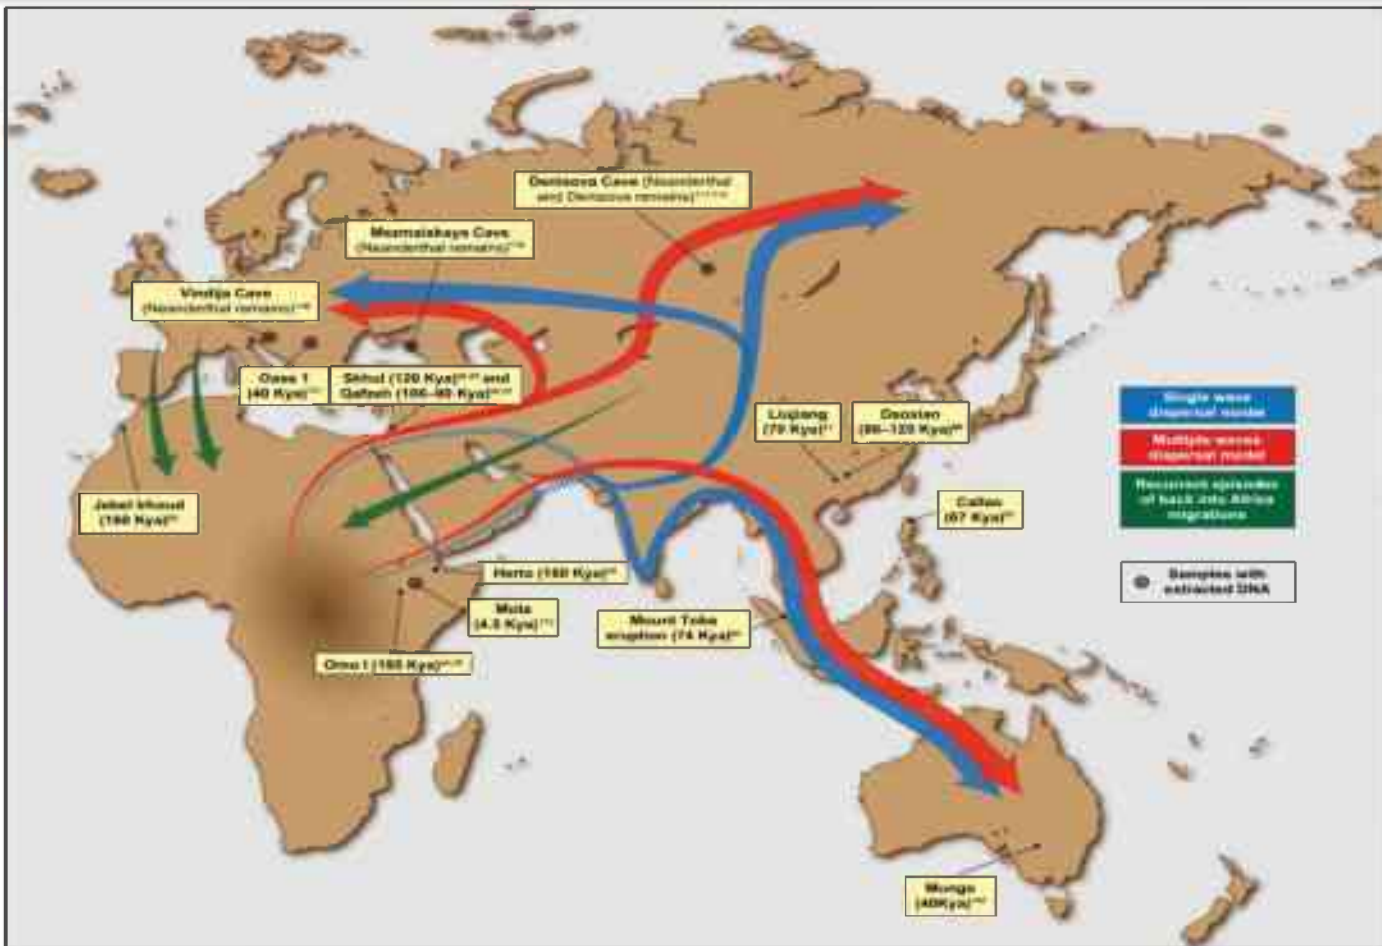 Denisova Cave (Neanderthal
and Denisova remains)
Mezmaiskaya Cave
(Neanderthal remains)
Vindija Cave
(Neanderthal remains)
Oase 1
(40 Kya)
Skhul (120 Kya) and
Qafzeh (100–90 Kya)
Liujiang
(70 Kya)
Daoxian
(80–120 Kya)
Single wave
dispersal model
Multiple waves
dispersal model
Recurrent episodes
of back into Africa
migrations
Jebel Irhoud
(160 Kya)
Callao
(67 Kya)
Herto (160 Kya)
Samples with
extracted DNA
Mota
(4.5 Kya)
Mount Toba
eruption (74 Kya)
Omo I (195 Kya)
Mungo
(40Kya)